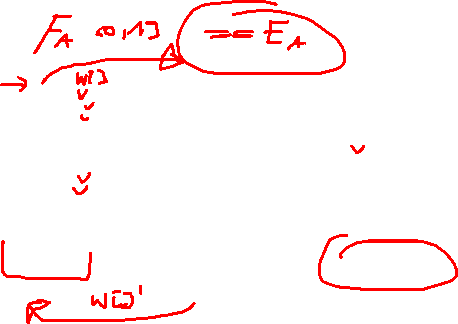 F_A 0,1] == E_A
W[]
W[]'